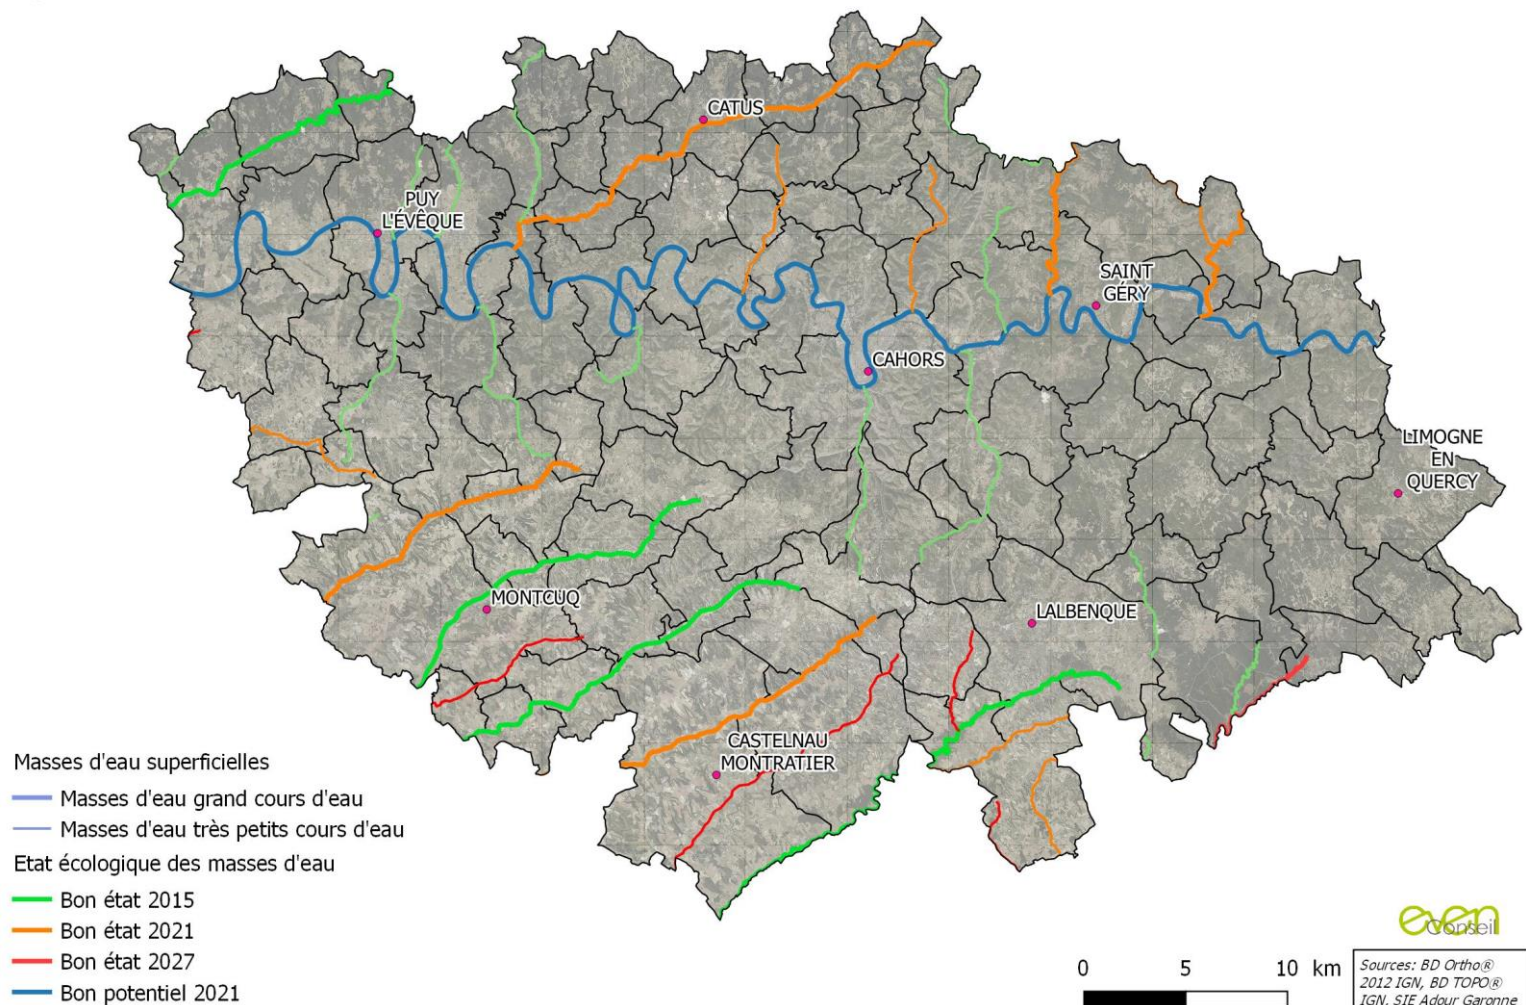 CATUS
PUY
L'ÉVÊQUE
SAINT
GÉRY
CAHORS
LIMOGNE
EN
QUERCY
MONTCUQ
LALBENQUE
CASTELNAU
MONTRATIER
Masses d'eau superficielles
Masses d'eau grand cours d'eau
Masses d'eau très petits cours d'eau
Etat écologique des masses d'eau
Bon état 2015
Bon état 2021
Bon état 2027
Bon potentiel 2021
even
Conseil
0 5 10 km
Sources: BD Ortho®
2012 IGN, BD TOPO®
IGN, SIE Adour Garonne